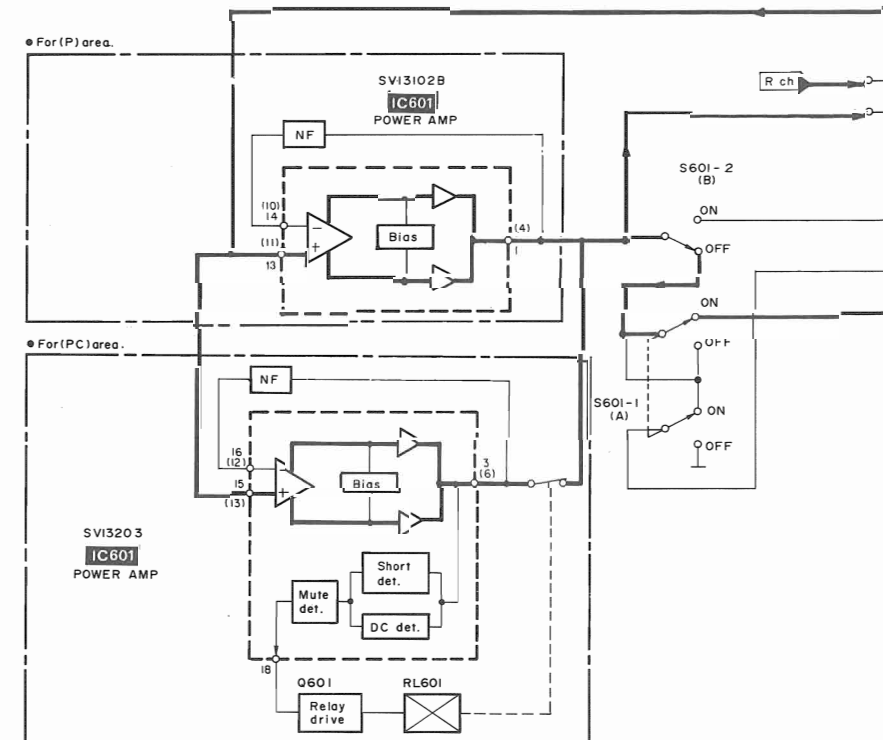 ● For (P) area.
SVI3102B
IC601
POWER AMP
R ch
NF
S601-2
(B)
ON
OFF
(10)
14
−
(11)
+
13
Bias
(4)
1
ON
OFF
● For (PC) area.
S601-1
(A)
ON
OFF
NF
16
(12)
−
15
+
(13)
Bias
3
(6)
SVI3203
IC601
POWER AMP
Short
det.
Mute
det.
DC det.
18
Q601
RL601
Relay
drive